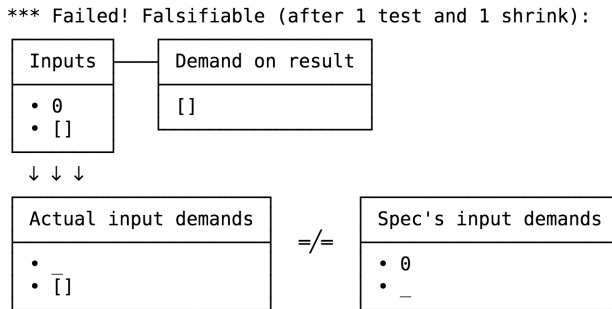 *** Failed! Falsifiable (after 1 test and 1 shrink):
Inputs
• 0
• []
Demand on result
[]
↓ ↓ ↓
Actual input demands
• _
• []
=/=
Spec's input demands
• 0
• _